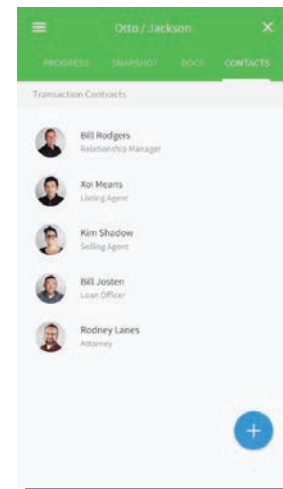 Otto / Jackson
PROGRESS SNAPSHOT DOCS CONTACTS
Transaction Contracts
Bill Rodgers
Relationship Manager
Xoi Means
Listing Agent
Kim Shadow
Selling Agent
Bill Josten
Loan Officer
Rodney Lanes
Attorney